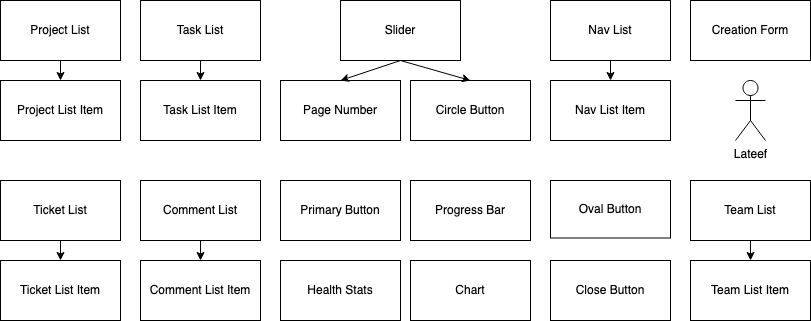 Project List
Task List
Slider
Nav List
Creation Form
Project List Item
Task List Item
Page Number
Circle Button
Nav List Item
Lateef
Ticket List
Comment List
Primary Button
Progress Bar
Oval Button
Team List
Ticket List Item
Comment List Item
Health Stats
Chart
Close Button
Team List Item